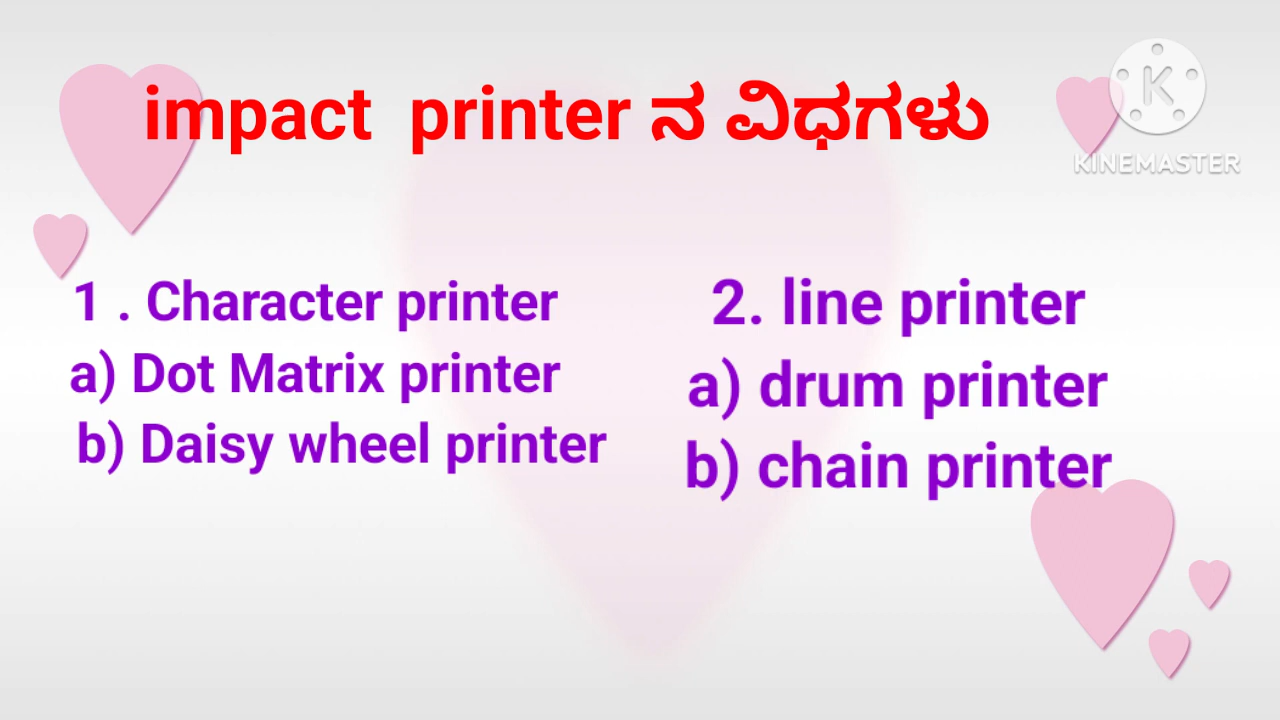 impact printer ನ ವಿಧಗಳು
KINEMASTER
1 . Character printer
a) Dot Matrix printer
b) Daisy wheel printer
2. line printer
a) drum printer
b) chain printer